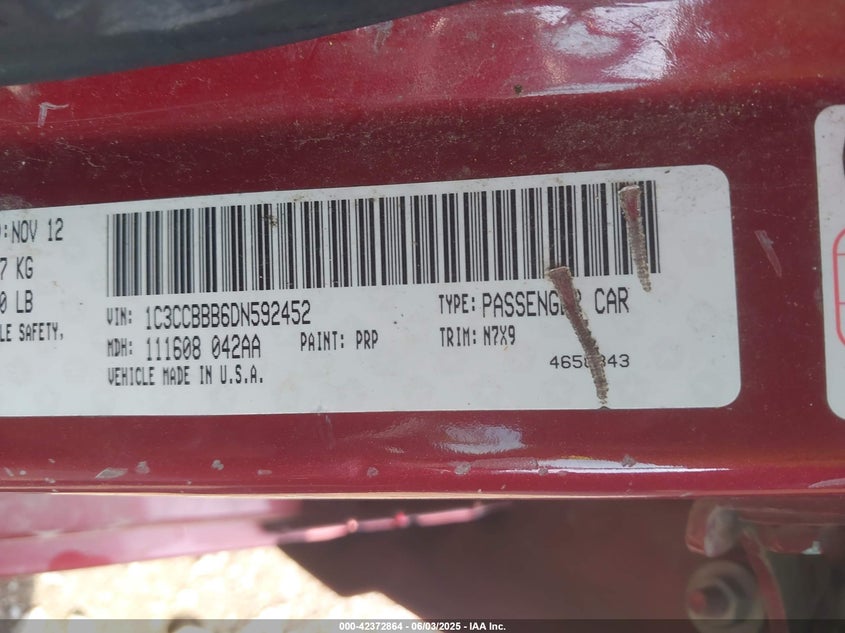 :NOV 12
7 KG
0 LB
LE SAFETY,
VIN: 1C3CCBBB6DN592452
TYPE: PASSENGER CAR
MDH: 111608 042AA
PAINT: PRP
TRIM: N7X9
VEHICLE MADE IN U.S.A.
000-42372864 - 06/03/2025 - IAA Inc.